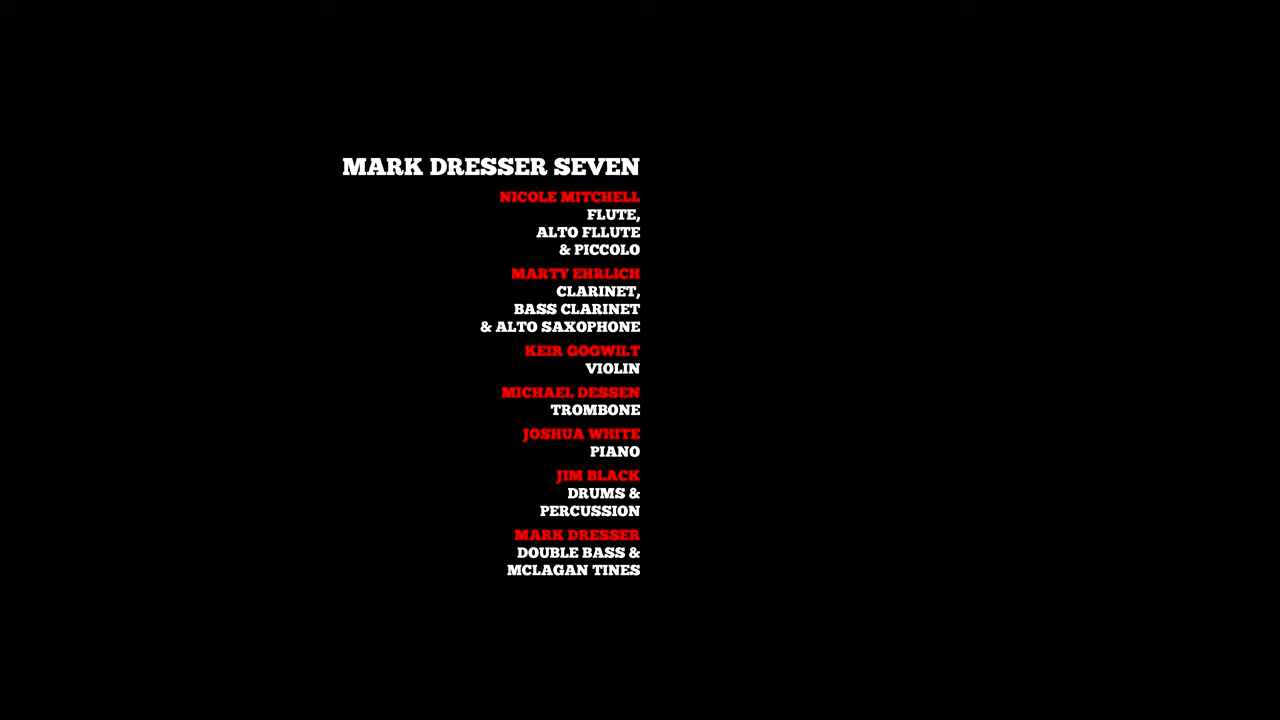 MARK DRESSER SEVEN
NICOLE MITCHELL
FLUTE,
ALTO FLLUTE
& PICCOLO
MARTY EHRLICH
CLARINET,
BASS CLARINET
& ALTO SAXOPHONE
KEIR GOGWILT
VIOLIN
MICHAEL DESSEN
TROMBONE
JOSHUA WHITE
PIANO
JIM BLACK
DRUMS &
PERCUSSION
MARK DRESSER
DOUBLE BASS &
MCLAGAN TINES